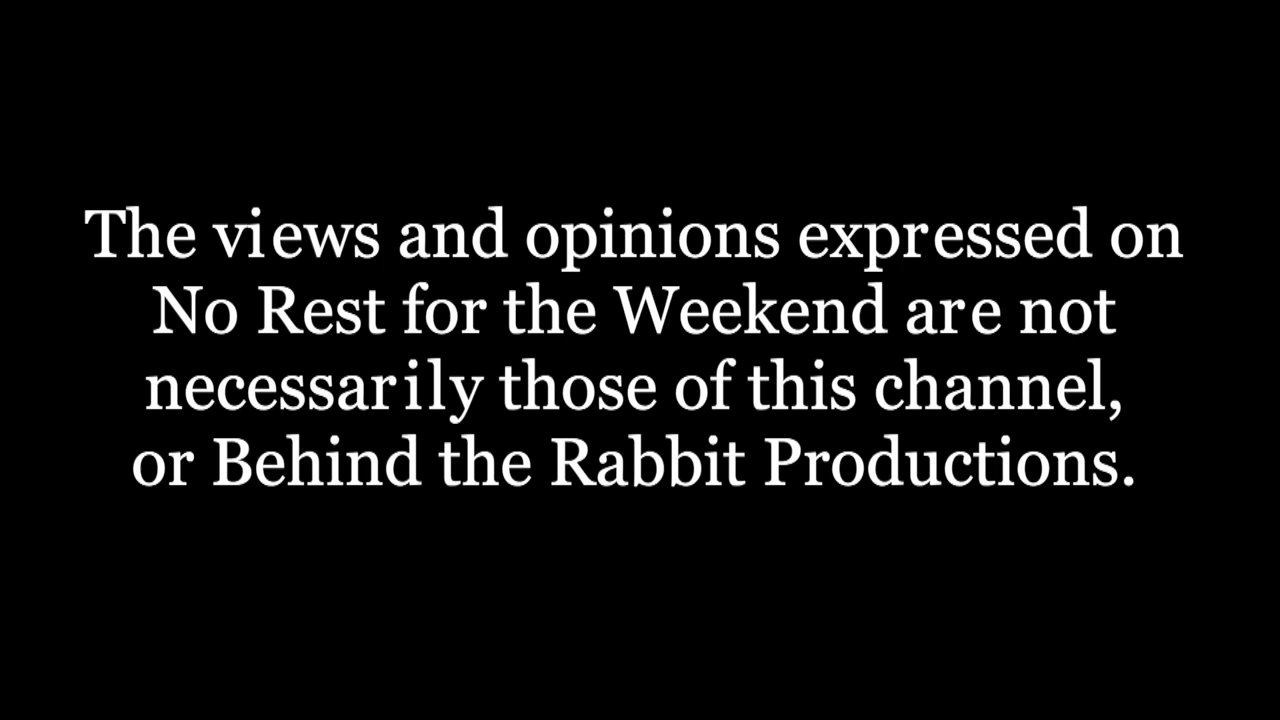 The views and opinions expressed on
No Rest for the Weekend are not
necessarily those of this channel,
or Behind the Rabbit Productions.